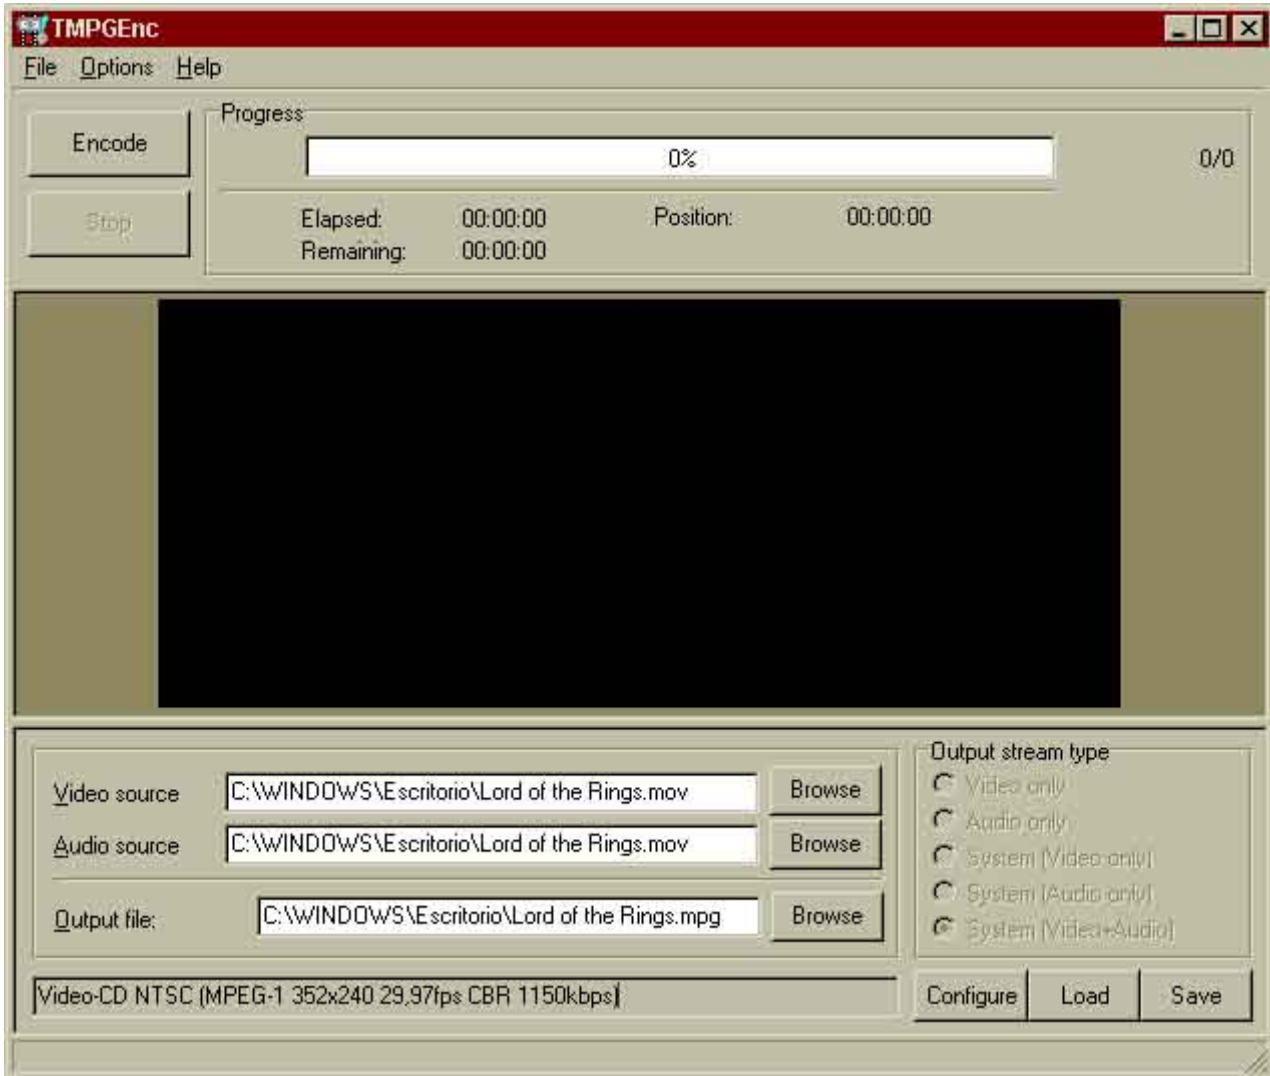 TMPGEnc
File Options Help
Encode
Progress
0%
0/0
Stop
Elapsed: 00:00:00 Position: 00:00:00
Remaining: 00:00:00
Video source C:\WINDOWS\Escritorio\Lord of the Rings.mov Browse
Audio source C:\WINDOWS\Escritorio\Lord of the Rings.mov Browse
Output file: C:\WINDOWS\Escritorio\Lord of the Rings.mpg Browse
Output stream type
Video only
Audio only
System (Video only)
System (Audio only)
System (Video+Audio)
Video-CD NTSC (MPEG-1 352x240 29,97fps CBR 1150kbps)
Configure Load Save